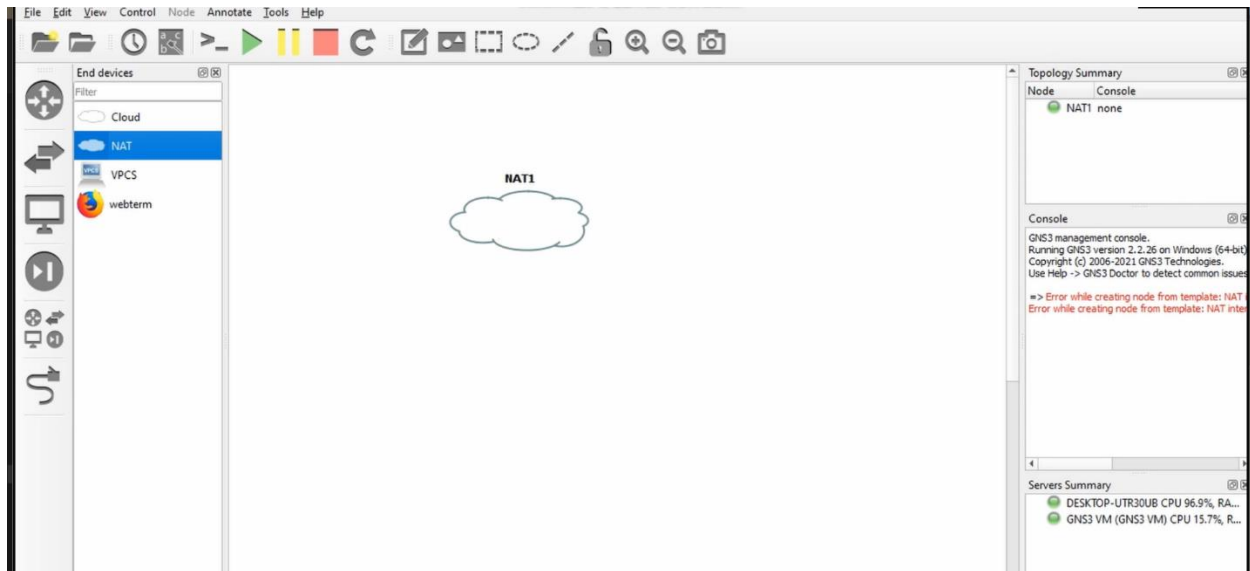 File Edit View Control Node Annotate Tools Help
End devices
Filter
Cloud
NAT
VPCS
webterm
NAT1
Topology Summary
Node Console
NAT1 none
Console
GNS3 management console.
Running GNS3 version 2.2.26 on Windows (64-bit)
Copyright (c) 2006-2021 GNS3 Technologies.
Use Help -> GNS3 Doctor to detect common issues
=> Error while creating node from template: NAT i
Error while creating node from template: NAT inter
Servers Summary
DESKTOP-UTR30UB CPU 96.9%, RA...
GNS3 VM (GNS3 VM) CPU 15.7%, R...